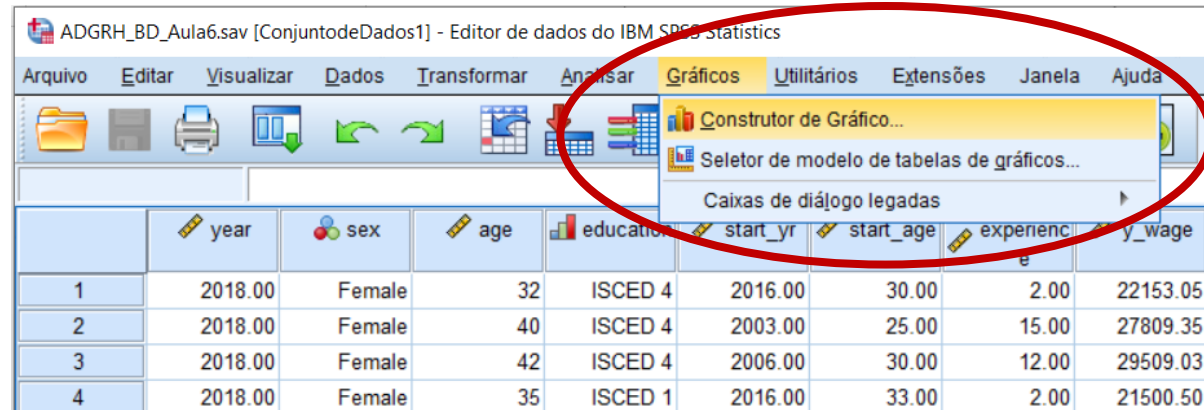 ADGRH_BD_Aula6.sav [ConjuntodeDados1] - Editor de dados do IBM SPSS Statistics
Arquivo Editar Visualizar Dados Transformar Analisar Gráficos Utilitários Extensões Janela Ajuda
Construtor de Gráfico...
Seletor de modelo de tabelas de gráficos...
Caixas de diálogo legadas
year sex age education start_yr start_age experienc y_wage
e
1 2018.00 Female 32 ISCED 4 2016.00 30.00 2.00 22153.05
2 2018.00 Female 40 ISCED 4 2003.00 25.00 15.00 27809.35
3 2018.00 Female 42 ISCED 4 2006.00 30.00 12.00 29509.03
4 2018.00 Female 35 ISCED 1 2016.00 33.00 2.00 21500.50